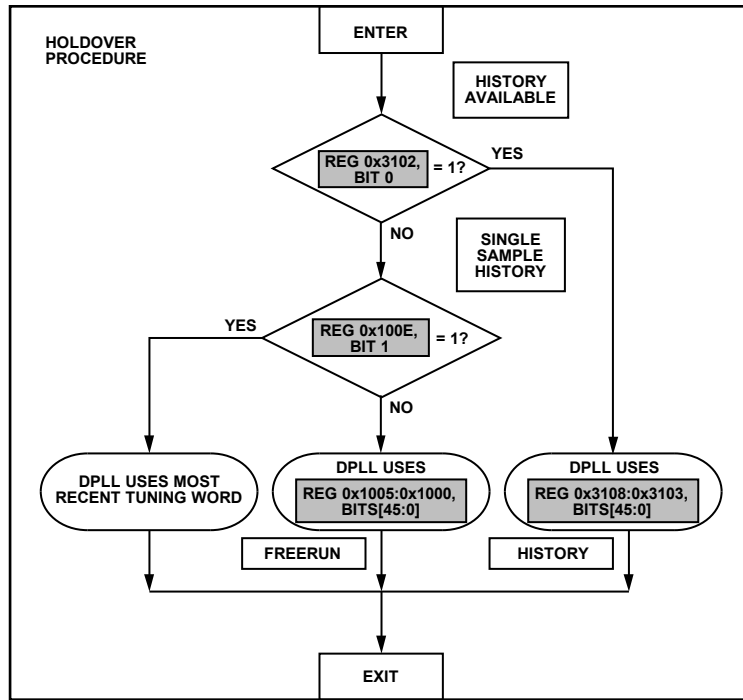 HOLDOVER
PROCEDURE
ENTER
HISTORY
AVAILABLE
REG 0x3102,
BIT 0
= 1?
YES
NO
SINGLE
SAMPLE
HISTORY
YES
REG 0x100E,
BIT 1
= 1?
NO
DPLL USES MOST
RECENT TUNING WORD
DPLL USES
REG 0x1005:0x1000,
BITS[45:0]
DPLL USES
REG 0x3108:0x3103,
BITS[45:0]
FREERUN
HISTORY
EXIT